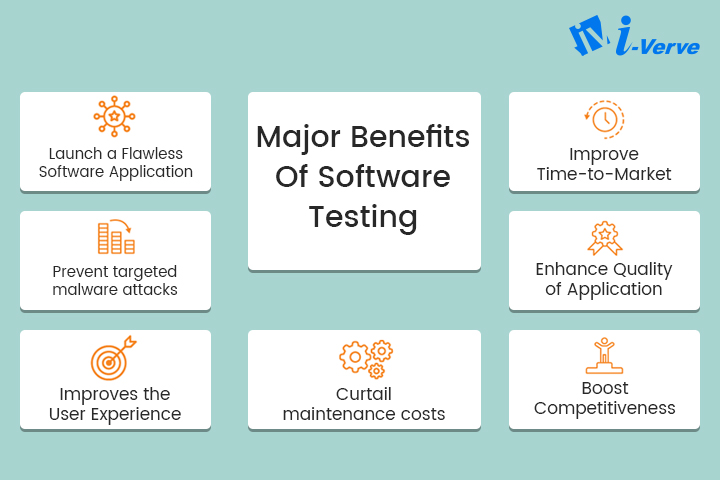 i-Verve
Major Benefits
Of Software
Testing
Launch a Flawless
Software Application
Improve
Time-to-Market
Prevent targeted
malware attacks
Enhance Quality
of Application
Improves the
User Experience
Curtail
maintenance costs
Boost
Competitiveness